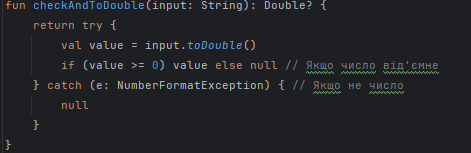 fun checkAndToDouble(input: String): Double? {
    return try {
        val value = input.toDouble()
        if (value >= 0) value else null // Якщо число від'ємне
    } catch (e: NumberFormatException) { // Якщо не число
        null
    }
}